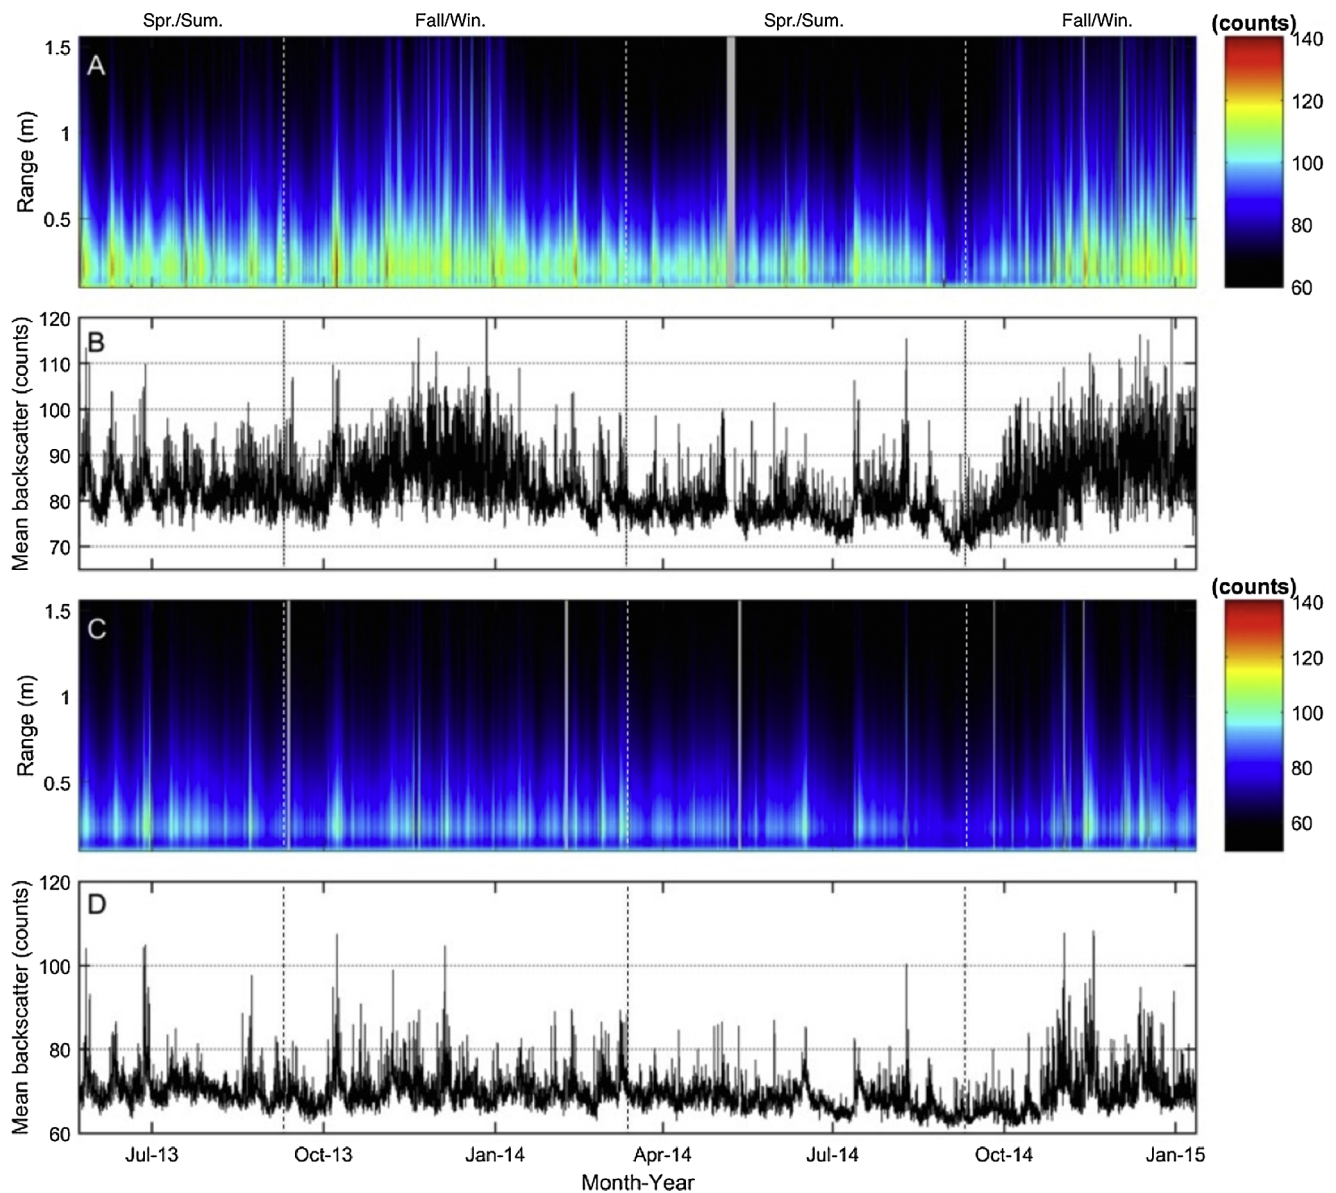 Spr./Sum. Fall/Win. Spr./Sum. Fall/Win. (counts)
A
Range (m)
1.5
1
0.5
140
120
100
80
60
B
Mean backscatter (counts)
120
110
100
90
80
70
(counts)
C
Range (m)
1.5
1
0.5
140
120
100
80
60
D
Mean backscatter (counts)
120
100
80
60
Jul-13 Oct-13 Jan-14 Apr-14 Jul-14 Oct-14 Jan-15
Month-Year